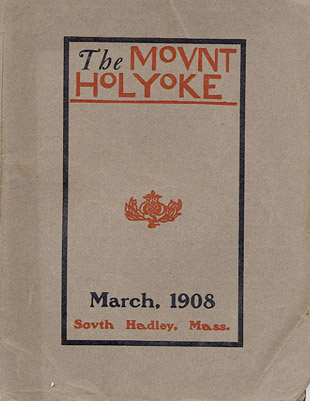 The MOVNT
HOLYOKE
March, 1908
Sovth Hadley, Mass.